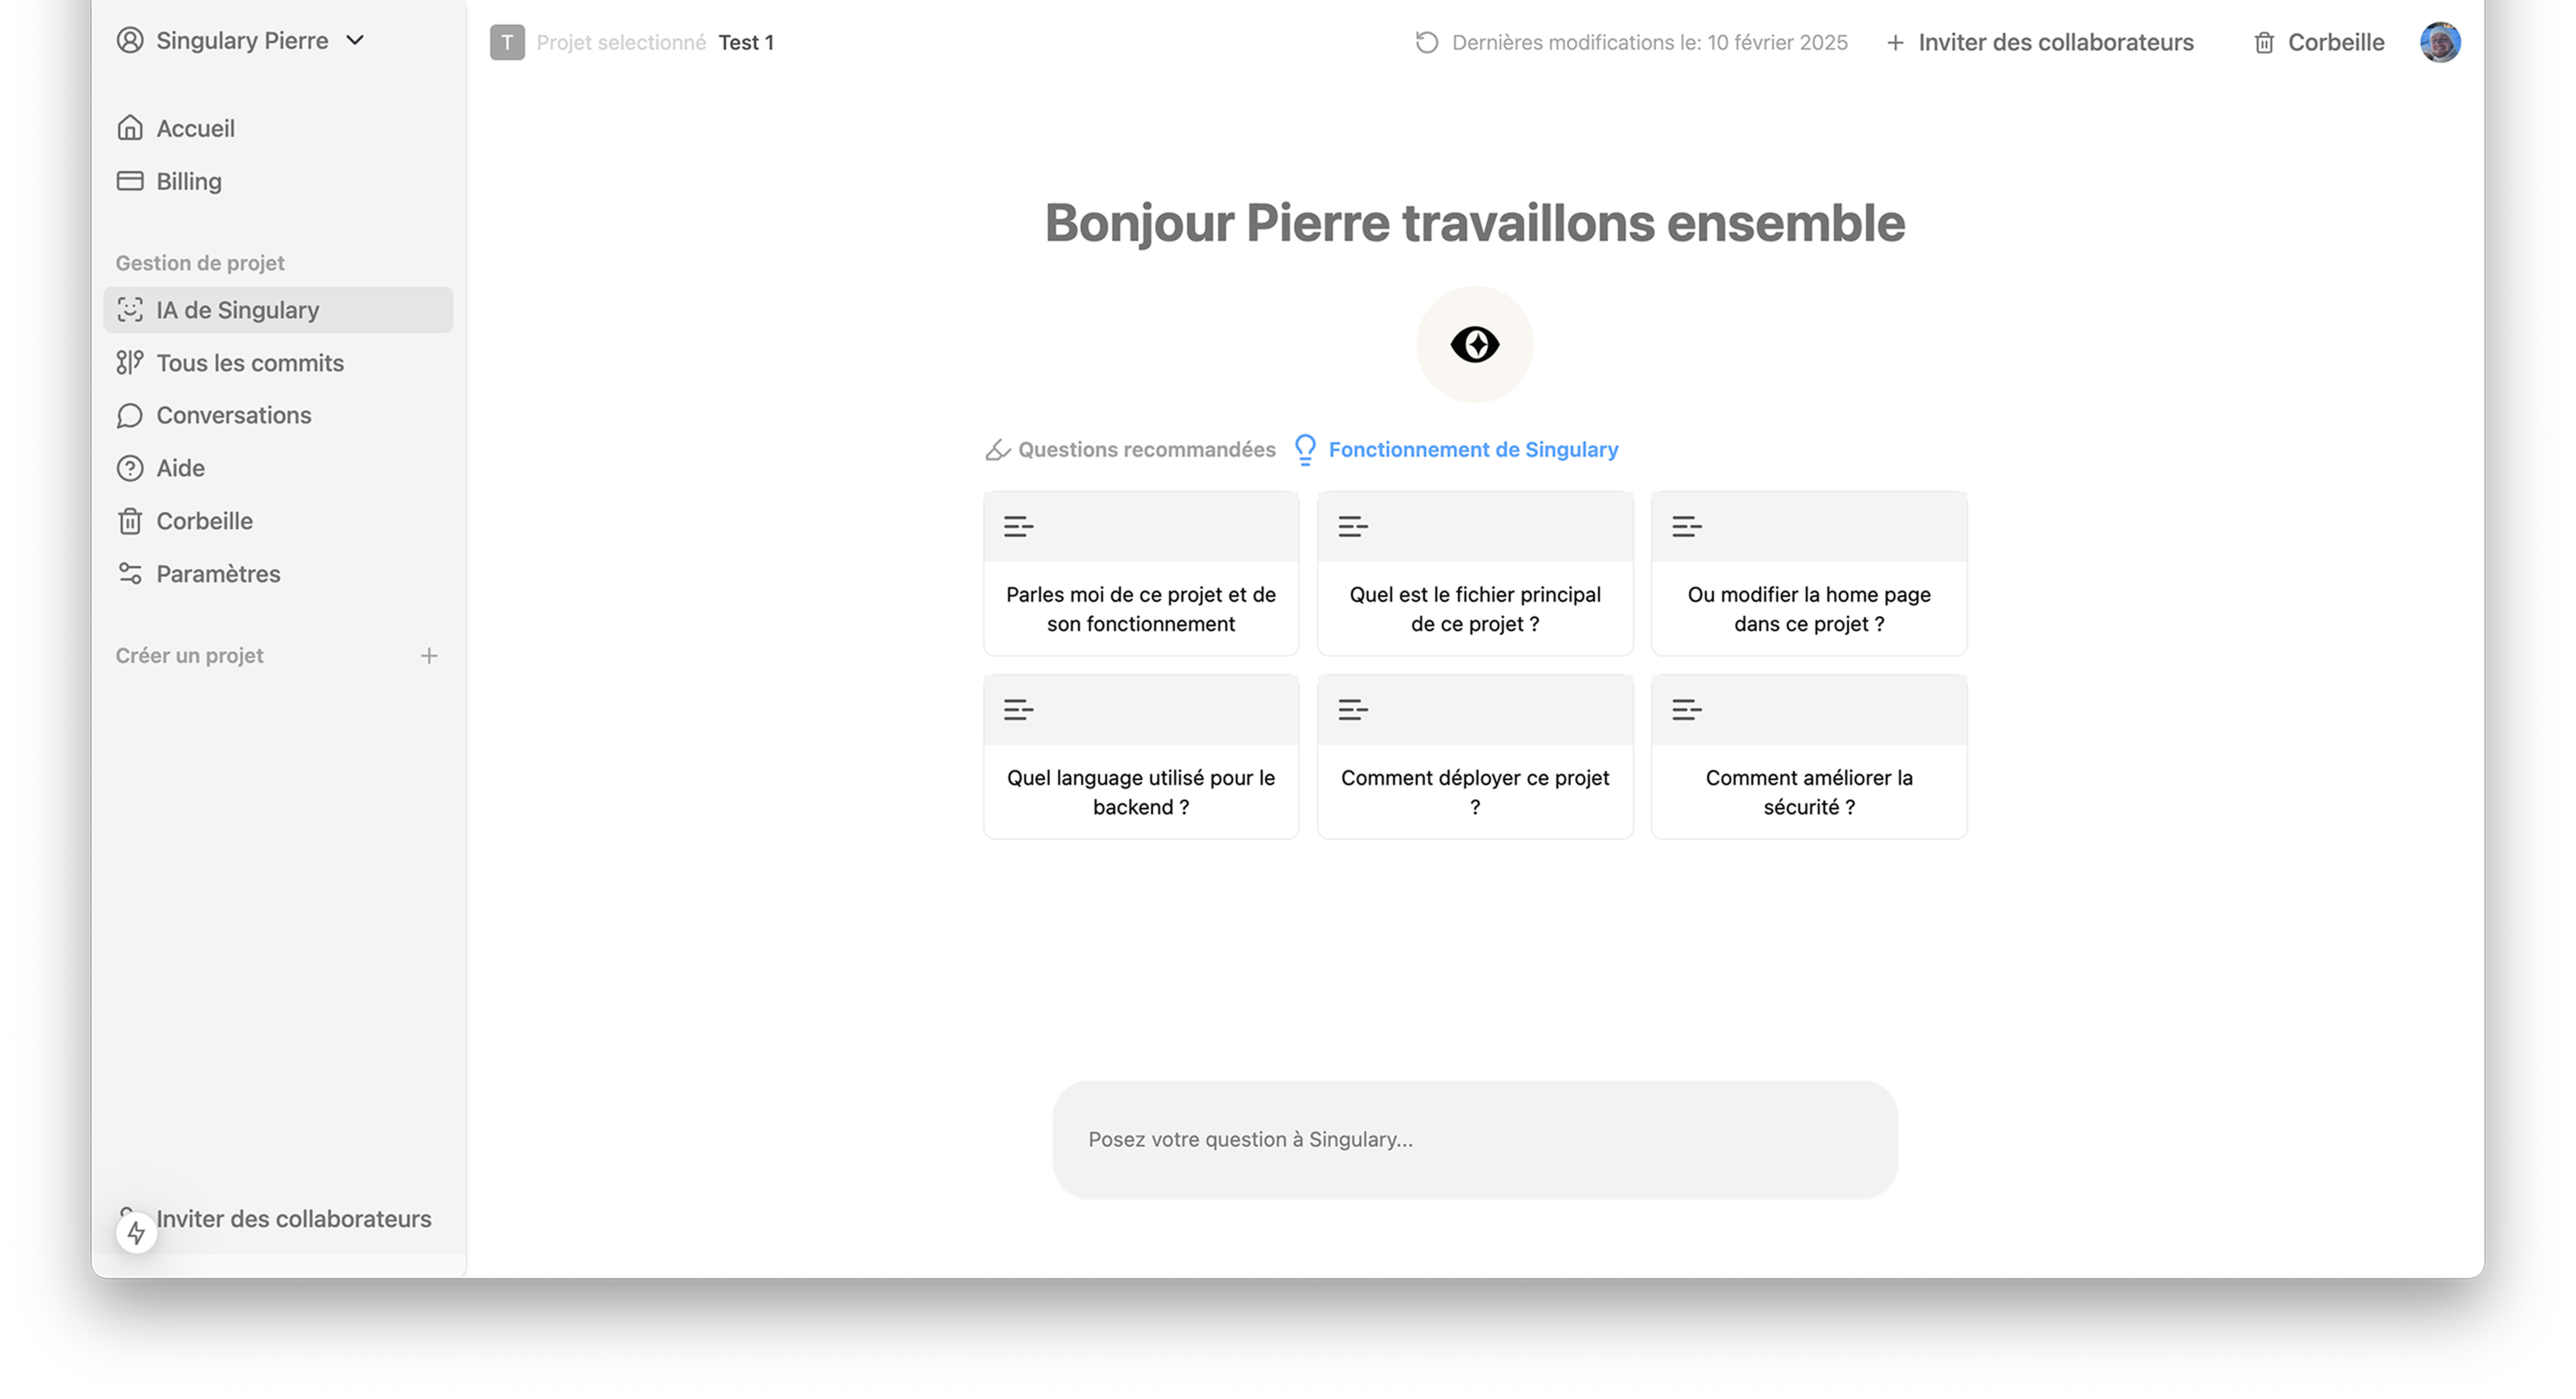 Singulary Pierre
Accueil
Billing
Gestion de projet
IA de Singulary
Tous les commits
Conversations
Aide
Corbeille
Paramètres
Créer un projet
Inviter des collaborateurs
T Projet selectionné Test 1
Dernières modifications le: 10 février 2025
Inviter des collaborateurs
Corbeille
Bonjour Pierre travaillons ensemble
Questions recommandées
Fonctionnement de Singulary
Parles moi de ce projet et de
son fonctionnement
Quel est le fichier principal
de ce projet ?
Ou modifier la home page
dans ce projet ?
Quel language utilisé pour le
backend ?
Comment déployer ce projet
?
Comment améliorer la
sécurité ?
Posez votre question à Singulary...